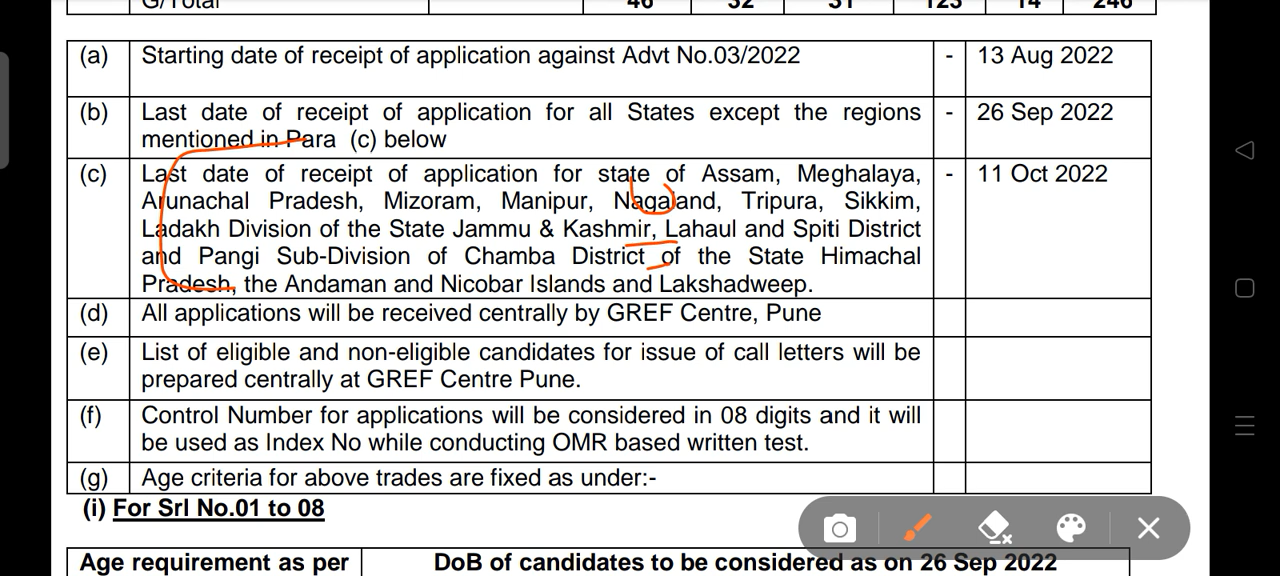 G/Total 46 32 31 123 14 246
(a) Starting date of receipt of application against Advt No.03/2022 - 13 Aug 2022
(b) Last date of receipt of application for all States except the regions - 26 Sep 2022
mentioned in Para (c) below
(c) Last date of receipt of application for state of Assam, Meghalaya, - 11 Oct 2022
Arunachal Pradesh, Mizoram, Manipur, Nagaland, Tripura, Sikkim,
Ladakh Division of the State Jammu & Kashmir, Lahaul and Spiti District
and Pangi Sub-Division of Chamba District of the State Himachal
Pradesh, the Andaman and Nicobar Islands and Lakshadweep.
(d) All applications will be received centrally by GREF Centre, Pune
(e) List of eligible and non-eligible candidates for issue of call letters will be
prepared centrally at GREF Centre Pune.
(f) Control Number for applications will be considered in 08 digits and it will
be used as Index No while conducting OMR based written test.
(g) Age criteria for above trades are fixed as under:-
(i) For Srl No.01 to 08
Age requirement as per DoB of candidates to be considered as on 26 Sep 2022